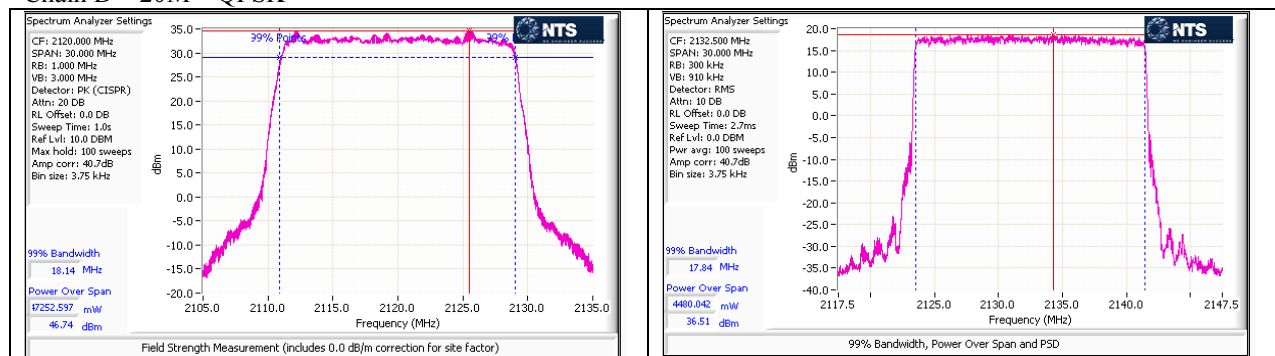 Spectrum Analyzer Settings
CF: 2120.000 MHz
SPAN: 30.000 MHz
RB: 1.000 MHz
VB: 3.000 MHz
Detector: PK (CISPR)
Attn: 20 DB
RL Offset: 0.0 DB
Sweep Time: 1.0s
Ref Lvl: 10.0 DBM
Max hold: 100 sweeps
Amp corr: 40.7dB
Bin size: 3.75 kHz
99% Bandwidth
18.14 MHz
Power Over Span
47252.597 mW
46.74 dBm
35.0
30.0
25.0
20.0
15.0
10.0
5.0
0.0
-5.0
-10.0
-15.0
-20.0
dBm
99% Points
99%
NTS
2105.0 2110.0 2115.0 2120.0 2125.0 2130.0 2135.0
Frequency (MHz)
Field Strength Measurement (includes 0.0 dB/m correction for site factor)
Spectrum Analyzer Settings
CF: 2132.500 MHz
SPAN: 30.000 MHz
RB: 300 kHz
VB: 910 kHz
Detector: RMS
Attn: 10 DB
RL Offset: 0.0 DB
Sweep Time: 2.7ms
Ref Lvl: 0.0 DBM
Pwr avg: 100 sweeps
Amp corr: 40.7dB
Bin size: 3.75 kHz
99% Bandwidth
17.84 MHz
Power Over Span
4480.042 mW
36.51 dBm
20.0
15.0
10.0
5.0
0.0
-5.0
-10.0
-15.0
-20.0
-25.0
-30.0
-35.0
-40.0
dBm
NTS
2117.5 2125.0 2130.0 2135.0 2140.0 2147.5
Frequency (MHz)
99% Bandwidth, Power Over Span and PSD